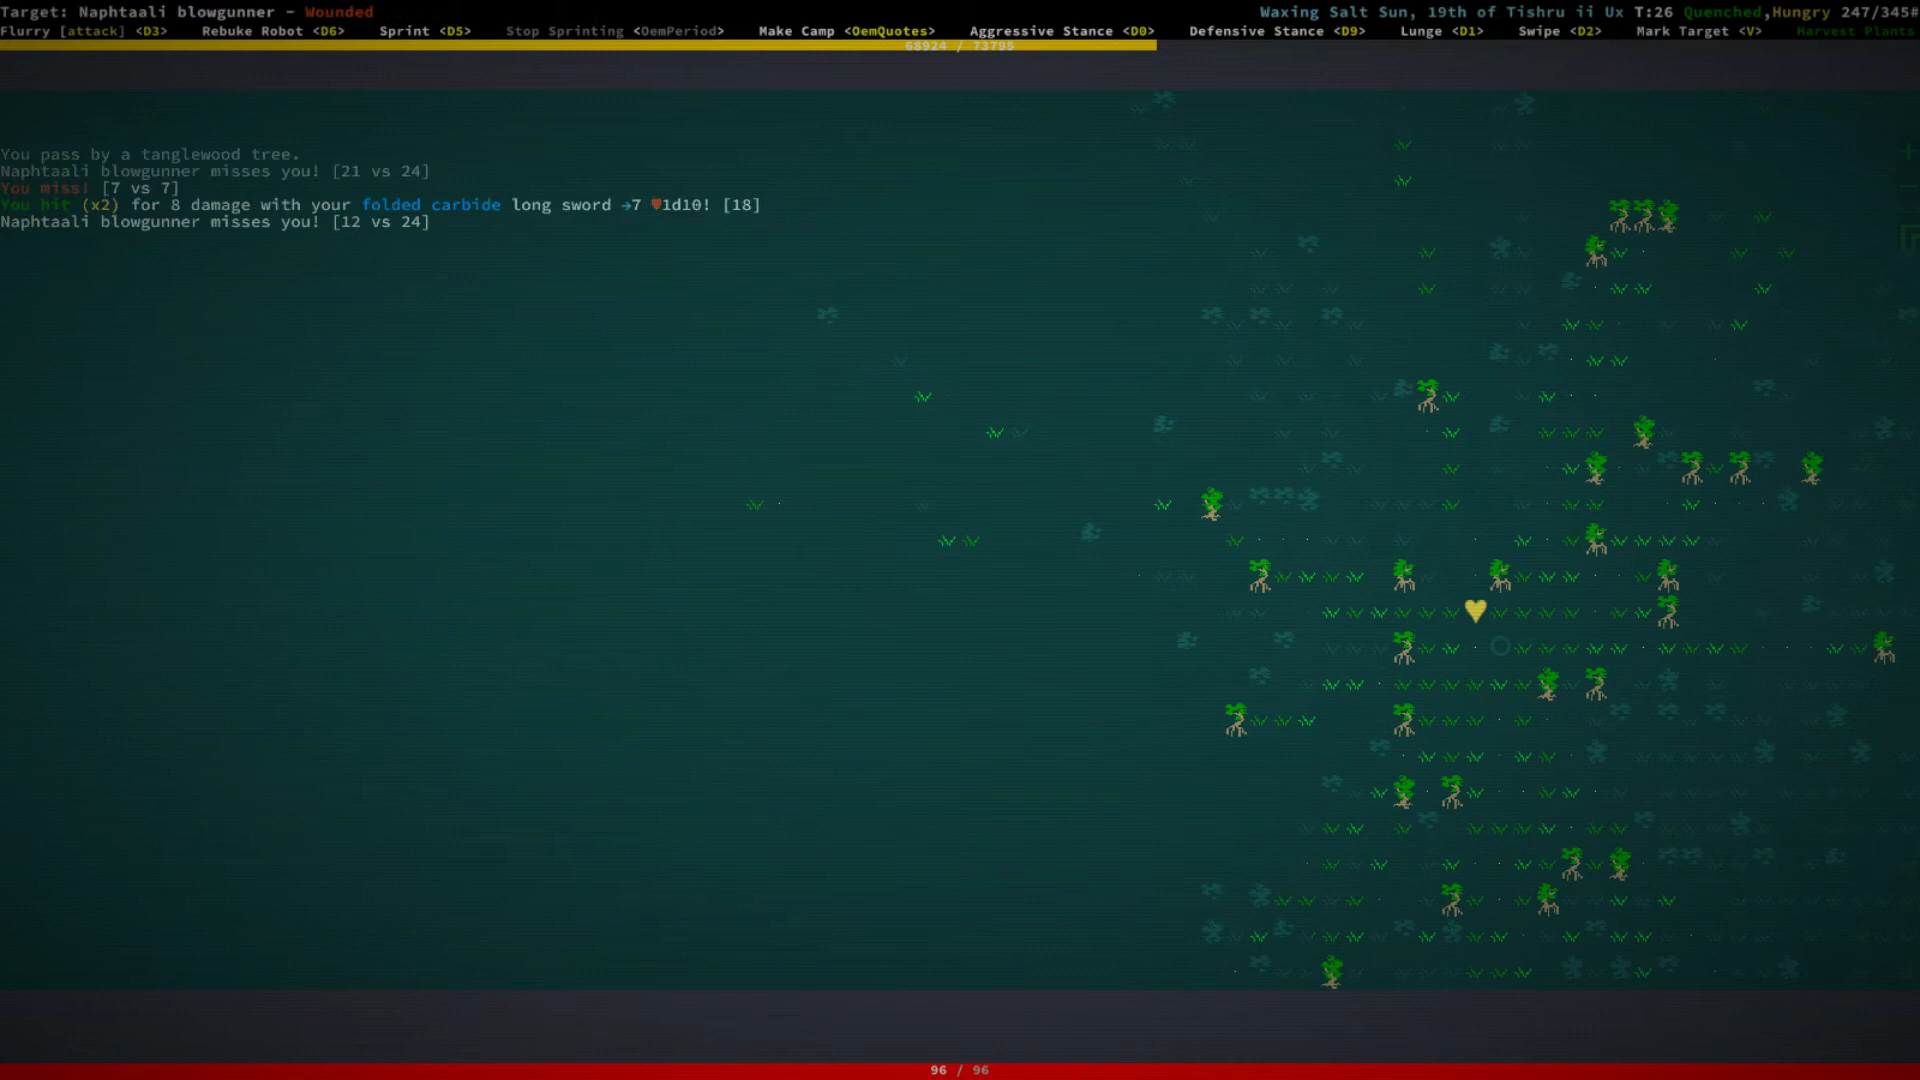 Target: Naphtaali blowgunner – Wounded
Waxing Salt Sun, 19th of Tishru ii Ux T:26 Quenched,Hungry 247/345#
Flurry [attack] <D3> Rebuke Robot <D6> Sprint <D5> Stop Sprinting <OemPeriod> Make Camp <OemQuotes> Aggressive Stance <D0> Defensive Stance <D9> Lunge <D1> Swipe <D2> Mark Target <V> Harvest Plants
68924 / 73795
You pass by a tanglewood tree.
Naphtaali blowgunner misses you! [21 vs 24]
You miss! [7 vs 7]
You hit (x2) for 8 damage with your folded carbide long sword →7 ♥1d10! [18]
Naphtaali blowgunner misses you! [12 vs 24]
96 / 96